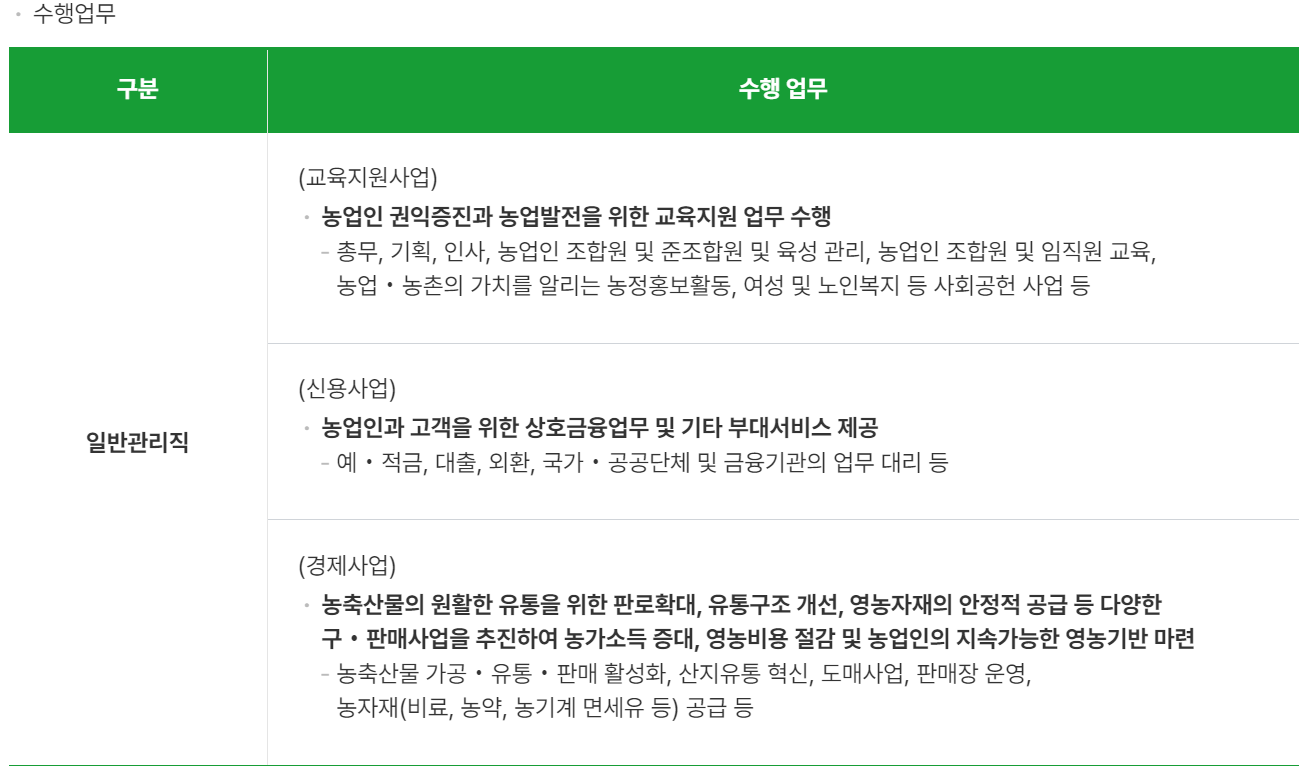 · 수행업무
구분
수행 업무
일반관리직
(교육지원사업)
· 농업인 권익증진과 농업발전을 위한 교육지원 업무 수행
- 총무, 기획, 인사, 농업인 조합원 및 준조합원 및 육성 관리, 농업인 조합원 및 임직원 교육,
농업・농촌의 가치를 알리는 농정홍보활동, 여성 및 노인복지 등 사회공헌 사업 등
(신용사업)
· 농업인과 고객을 위한 상호금융업무 및 기타 부대서비스 제공
- 예・적금, 대출, 외환, 국가・공공단체 및 금융기관의 업무 대리 등
(경제사업)
· 농축산물의 원활한 유통을 위한 판로확대, 유통구조 개선, 영농자재의 안정적 공급 등 다양한
구・판매사업을 추진하여 농가소득 증대, 영농비용 절감 및 농업인의 지속가능한 영농기반 마련
- 농축산물 가공・유통・판매 활성화, 산지유통 혁신, 도매사업, 판매장 운영,
농자재(비료, 농약, 농기계 면세유 등) 공급 등